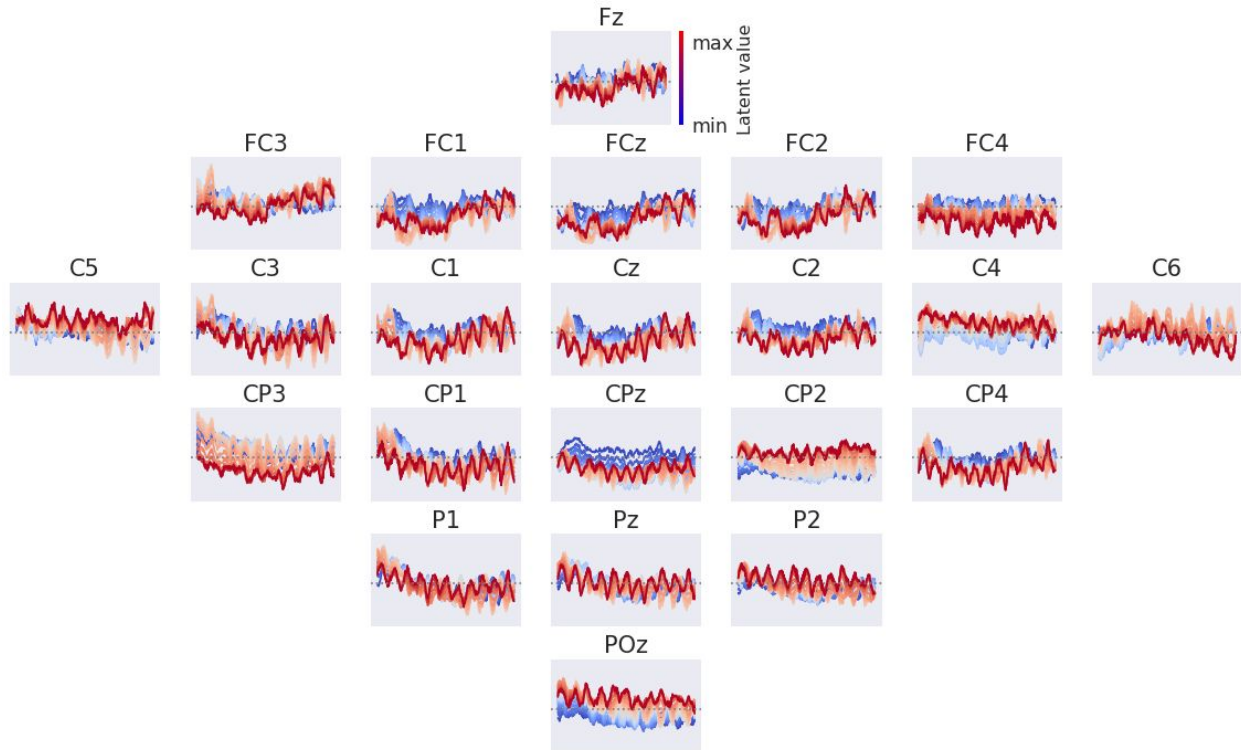 Fz
max
min
Latent value
FC3 FC1 FCz FC2 FC4
C5 C3 C1 Cz C2 C4 C6
CP3 CP1 CPz CP2 CP4
P1 Pz P2
POz